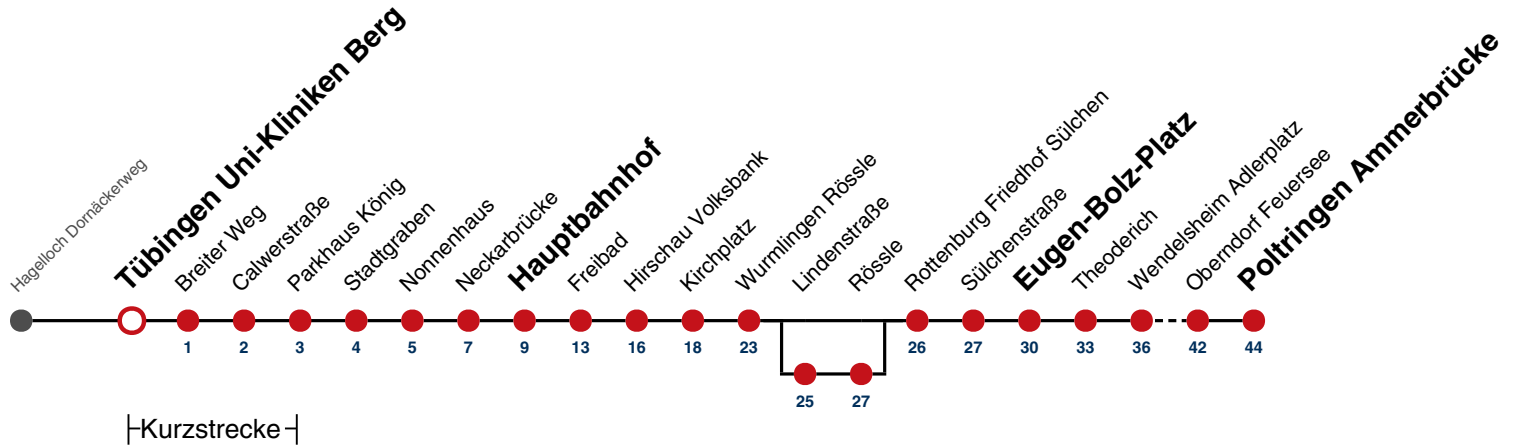 Hagelloch Dornäckerweg
Tübingen Uni-Kliniken Berg
Breiter Weg
Calwerstraße
Parkhaus König
Stadtgraben
Nonnenhaus
Neckarbrücke
Hauptbahnhof
Freibad
Hirschau Volksbank
Kirchplatz
Wurmlingen Rössle
Lindenstraße
Rössle
Rottenburg Friedhof Sülchen
Sülchenstraße
Eugen-Bolz-Platz
Theoderich
Wendelsheim Adlerplatz
Oberndorf Feuersee
Poltringen Ammerbrücke
1 2 3 4 5 7 9 13 16 18 23 26 27 30 33 36 42 44
25 27
Kurzstrecke